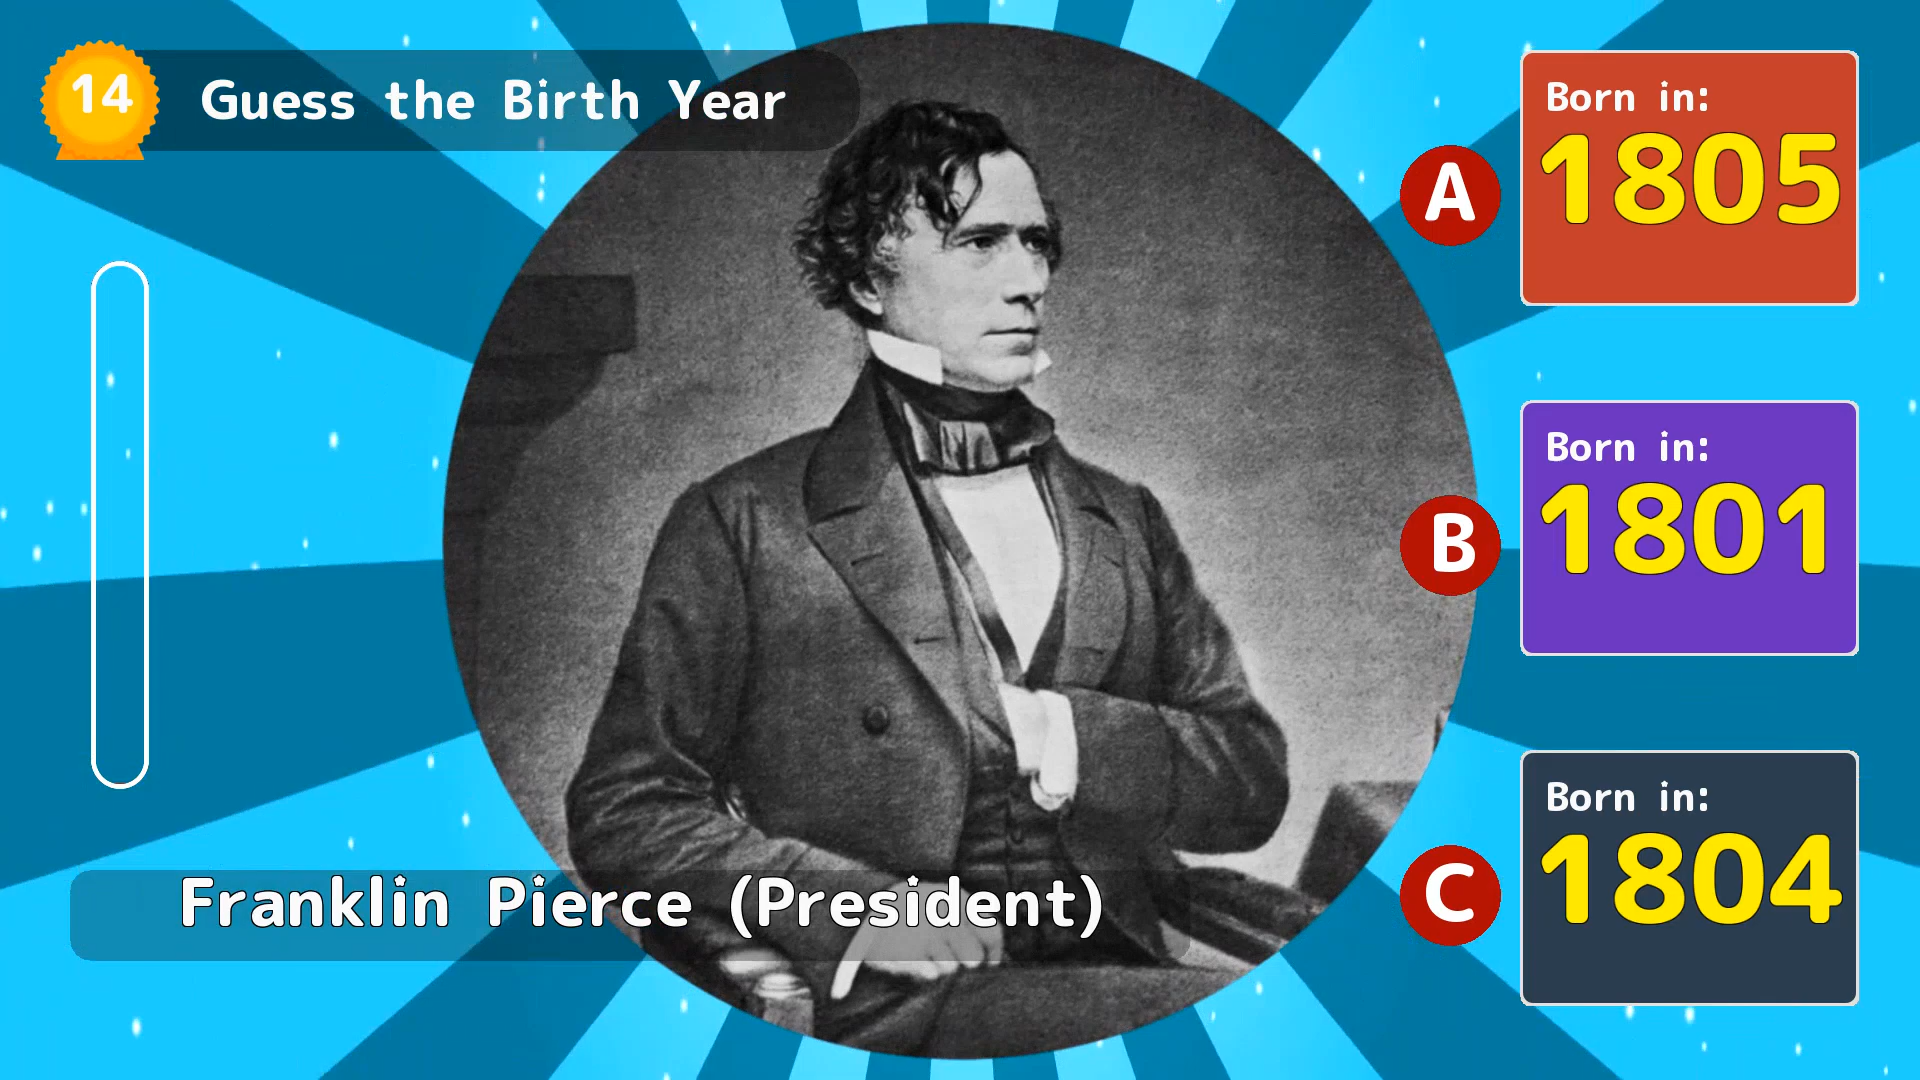 14
Guess the Birth Year
A
Born in:
1805
B
Born in:
1801
C
Born in:
1804
Franklin Pierce (President)